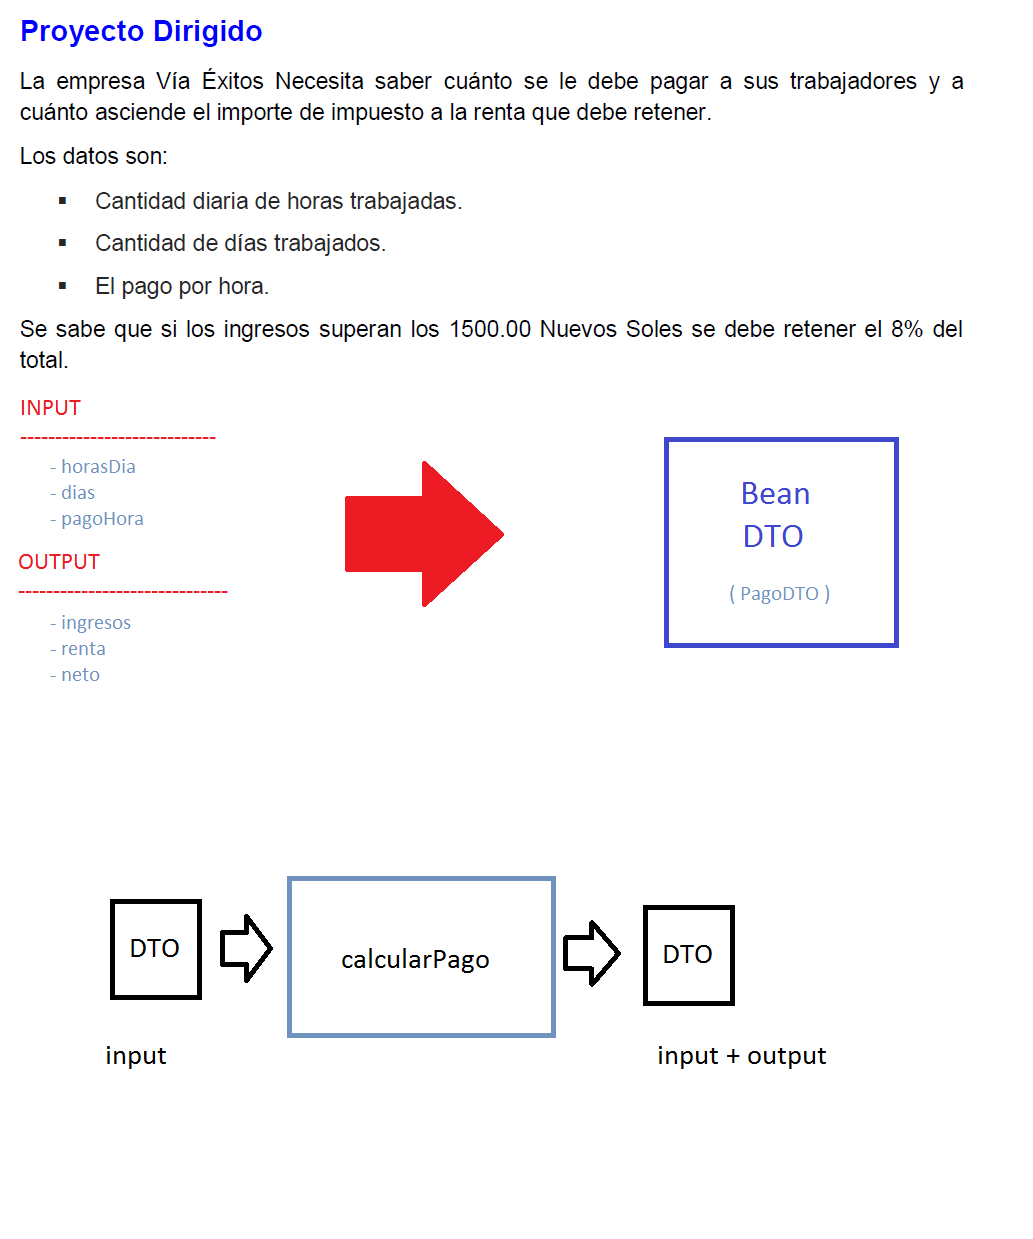 Proyecto Dirigido
La empresa Vía Éxitos Necesita saber cuánto se le debe pagar a sus trabajadores y a
cuánto asciende el importe de impuesto a la renta que debe retener.
Los datos son:
▪ Cantidad diaria de horas trabajadas.
▪ Cantidad de días trabajados.
▪ El pago por hora.
Se sabe que si los ingresos superan los 1500.00 Nuevos Soles se debe retener el 8% del
total.
INPUT
----------------------------
- horasDia
- dias
- pagoHora
OUTPUT
------------------------------
- ingresos
- renta
- neto
Bean
DTO
( PagoDTO )
DTO
calcularPago
DTO
input
input + output